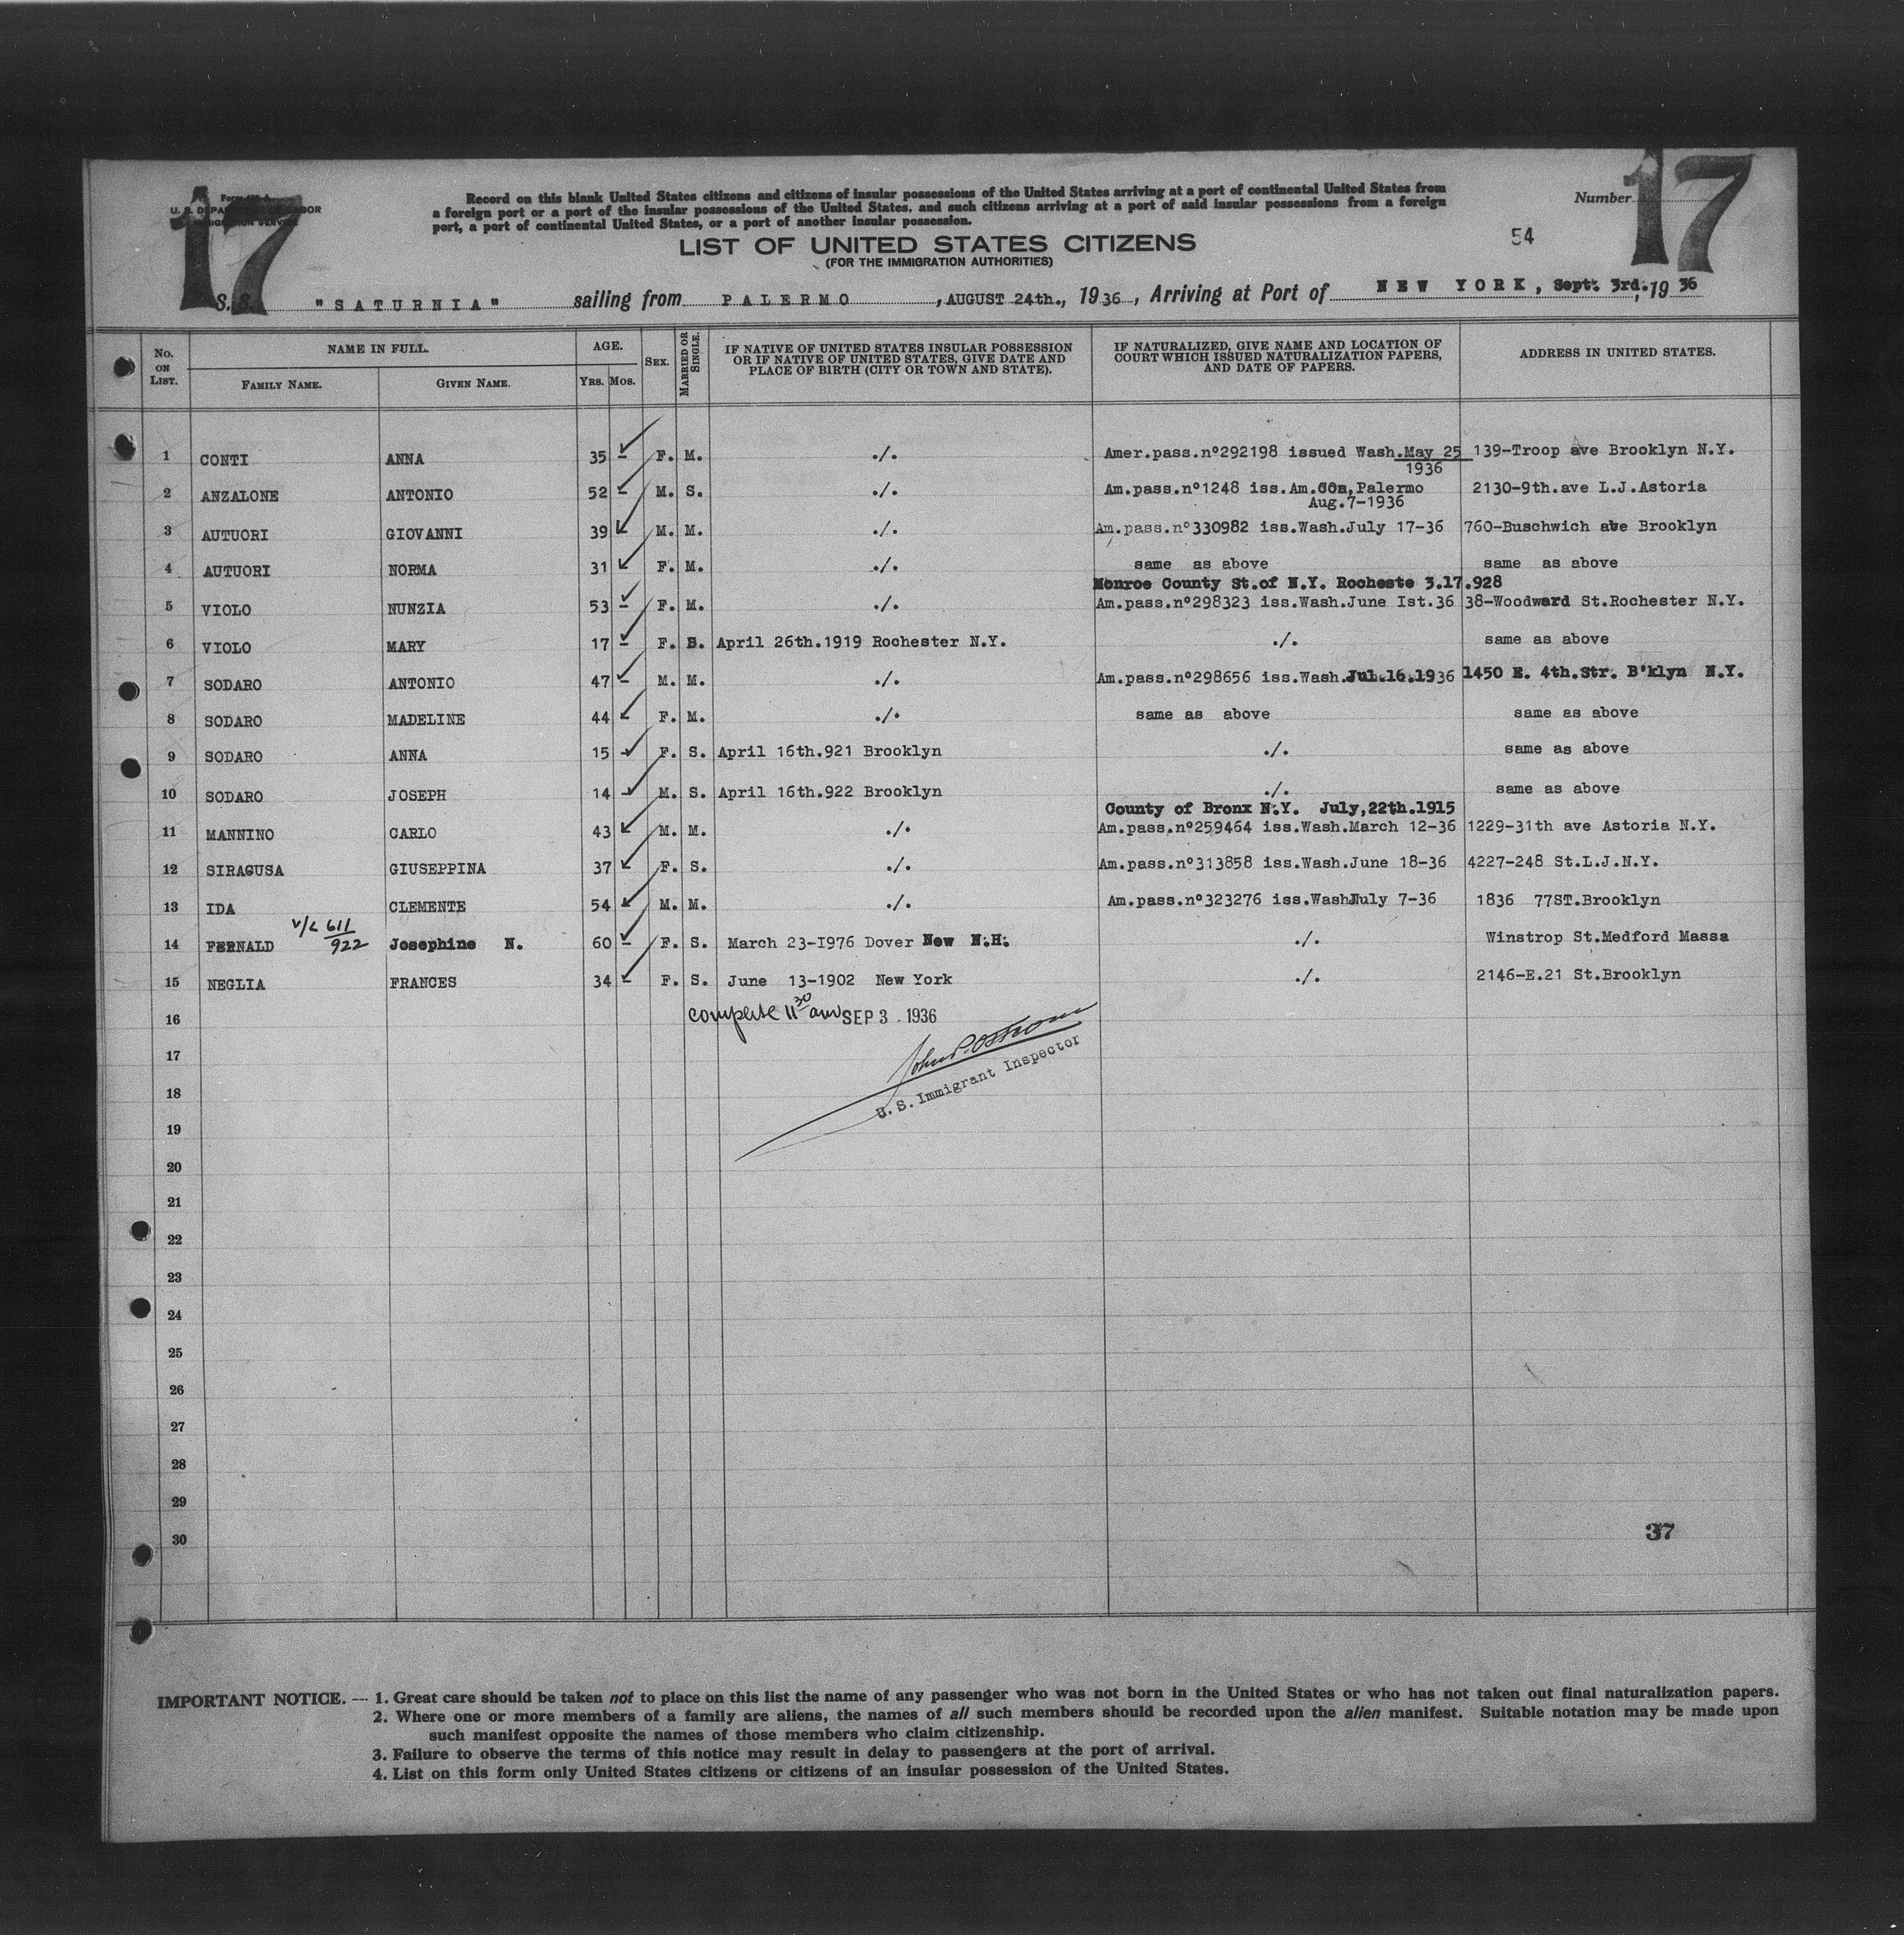 17
17
Record on this blank United States citizens and citizens of insular possessions of the United States arriving at a port of continental United States from
a foreign port or a port of the insular possessions of the United States, and such citizens arriving at a port of said insular possessions from a foreign
port, a port of continental United States, or a port of another insular possession.
Number
54
LIST OF UNITED STATES CITIZENS
(FOR THE IMMIGRATION AUTHORITIES)
S.S. "SATURNIA" sailing from PALERMO, AUGUST 24th., 1936, Arriving at Port of NEW YORK, Sept. 3rd., 1936
No. ON LIST. NAME IN FULL. AGE. SEX. MARRIED OR SINGLE. IF NATIVE OF UNITED STATES INSULAR POSSESSION OR IF NATIVE OF UNITED STATES, GIVE DATE AND PLACE OF BIRTH (CITY OR TOWN AND STATE). IF NATURALIZED, GIVE NAME AND LOCATION OF COURT WHICH ISSUED NATURALIZATION PAPERS, AND DATE OF PAPERS. ADDRESS IN UNITED STATES.
FAMILY NAME. GIVEN NAME. YRS. MOS.
1 CONTI ANNA 35 - F. M. ./. Amer.pass.nº292198 issued Wash.May 25 139-Troop ave Brooklyn N.Y.
1936
2 ANZALONE ANTONIO 52 - M. S. ./. Am.pass.nº1248 iss.Am.Con,Palermo 2130-9th.ave L.J.Astoria
Aug.7-1936
3 AUTUORI GIOVANNI 39 M. M. ./. Am.pass.nº330982 iss.Wash.July 17-36 760-Buschwich ave Brooklyn
4 AUTUORI NORMA 31 F. M. ./. same as above same as above
Monroe County St.of N.Y. Rocheste 3.17.928
5 VIOLO NUNZIA 53 - F. M. ./. Am.pass.nº298323 iss.Wash.June Ist.36 38-Woodward St.Rochester N.Y.
6 VIOLO MARY 17 - F. S. April 26th.1919 Rochester N.Y. ./. same as above
7 SODARO ANTONIO 47 - M. M. ./. Am.pass.nº298656 iss.Wash.Jul.16.1936 1450 E. 4th.Str. B'klyn N.Y.
8 SODARO MADELINE 44 - F. M. ./. same as above same as above
9 SODARO ANNA 15 - F. S. April 16th.921 Brooklyn ./. same as above
10 SODARO JOSEPH 14 - M. S. April 16th.922 Brooklyn ./. same as above
County of Bronx N.Y. July,22th.1915
11 MANNINO CARLO 43 M. M. ./. Am.pass.nº259464 iss.Wash.March 12-36 1229-31th ave Astoria N.Y.
12 SIRAGUSA GIUSEPPINA 37 F. S. ./. Am.pass.nº313858 iss.Wash.June 18-36 4227-248 St.L.J.N.Y.
13 IDA CLEMENTE 54 M. M. ./. Am.pass.nº323276 iss.WashJuly 7-36 1836 77ST.Brooklyn
v/c 611
922
14 FERNALD Josephine N. 60 - F. S. March 23-I976 Dover New N.H. ./. Winstrop St.Medford Massa
15 NEGLIA FRANCES 34 - F. S. June 13-1902 New York ./. 2146-E.21 St.Brooklyn
16 complete 11 30 am SEP 3 . 1936
17
18
U.S. Immigrant Inspector
19
20
21
22
23
24
25
26
27
28
29
30
37
IMPORTANT NOTICE. — 1. Great care should be taken not to place on this list the name of any passenger who was not born in the United States or who has not taken out final naturalization papers.
2. Where one or more members of a family are aliens, the names of all such members should be recorded upon the alien manifest. Suitable notation may be made upon
such manifest opposite the names of those members who claim citizenship.
3. Failure to observe the terms of this notice may result in delay to passengers at the port of arrival.
4. List on this form only United States citizens or citizens of an insular possession of the United States.